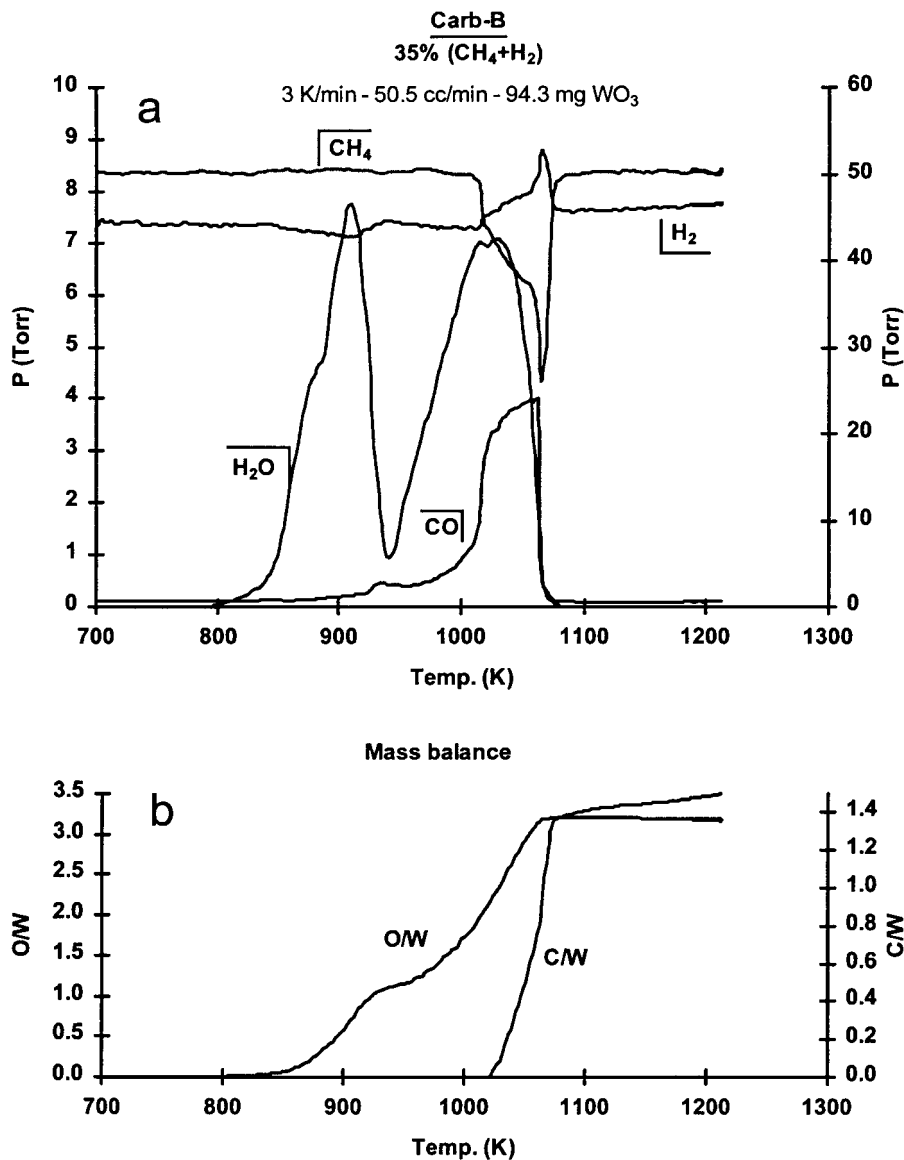 Carb-B
35% (CH₄+H₂)
3 K/min - 50.5 cc/min - 94.3 mg WO₃
a
10
9
8
7
6
5
4
3
2
1
0
P (Torr)
60
50
40
30
20
10
0
P (Torr)
CH₄
H₂
H₂O
CO
700 800 900 1000 1100 1200 1300
Temp. (K)
Mass balance
b
3.5
3.0
2.5
2.0
1.5
1.0
0.5
0.0
O/W
1.4
1.2
1.0
0.8
0.6
0.4
0.2
0.0
C/W
O/W
C/W
700 800 900 1000 1100 1200 1300
Temp. (K)